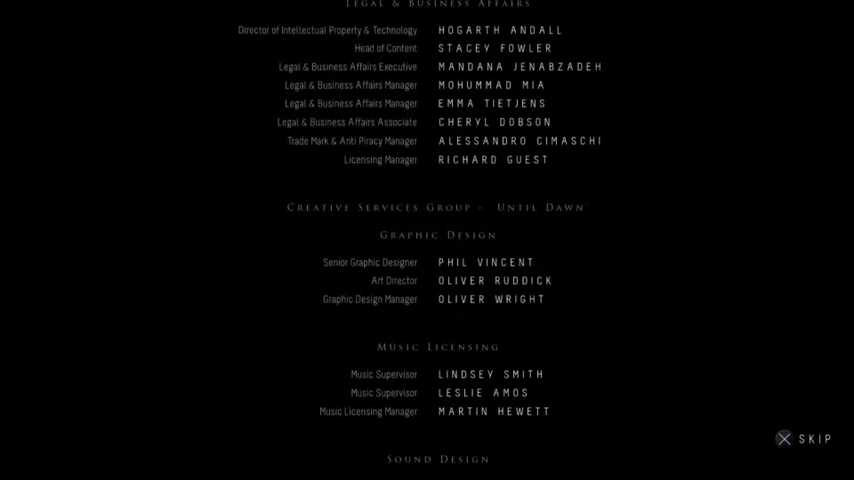 LEGAL & BUSINESS AFFAIRS
Director of Intellectual Property & Technology HOGARTH ANDALL
Head of Content STACEY FOWLER
Legal & Business Affairs Executive MANDANA JENABZADEH
Legal & Business Affairs Manager MOHUMMAD MIA
Legal & Business Affairs Manager EMMA TIETJENS
Legal & Business Affairs Associate CHERYL DOBSON
Trade Mark & Anti Piracy Manager ALESSANDRO CIMASCHI
Licensing Manager RICHARD GUEST
CREATIVE SERVICES GROUP – UNTIL DAWN™
GRAPHIC DESIGN
Senior Graphic Designer PHIL VINCENT
Art Director OLIVER RUDDICK
Graphic Design Manager OLIVER WRIGHT
MUSIC LICENSING
Music Supervisor LINDSEY SMITH
Music Supervisor LESLIE AMOS
Music Licensing Manager MARTIN HEWETT
SKIP
SOUND DESIGN